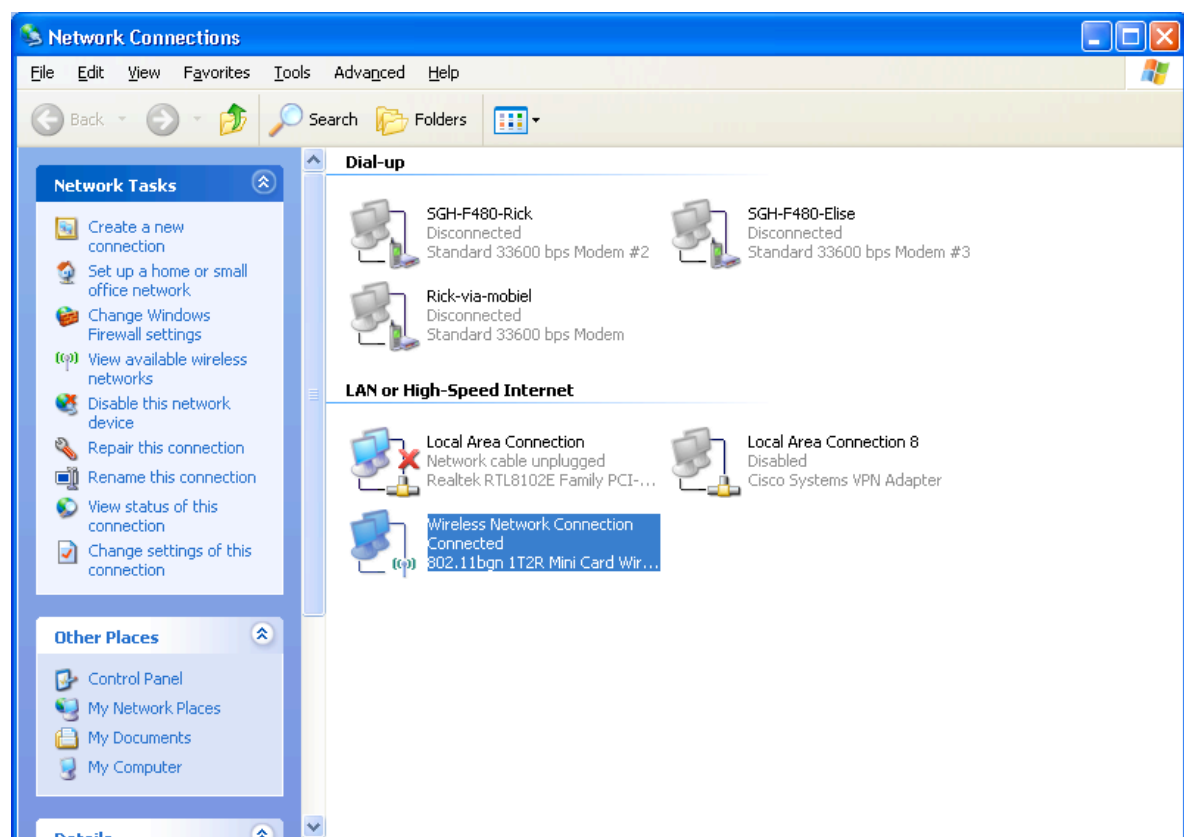 Network Connections
File Edit View Favorites Tools Advanced Help
Back Search Folders
Network Tasks
Create a new
connection
Set up a home or small
office network
Change Windows
Firewall settings
View available wireless
networks
Disable this network
device
Repair this connection
Rename this connection
View status of this
connection
Change settings of this
connection
Other Places
Control Panel
My Network Places
My Documents
My Computer
Details
Dial-up
SGH-F480-Rick
Disconnected
Standard 33600 bps Modem #2
SGH-F480-Elise
Disconnected
Standard 33600 bps Modem #3
Rick-via-mobiel
Disconnected
Standard 33600 bps Modem
LAN or High-Speed Internet
Local Area Connection
Network cable unplugged
Realtek RTL8102E Family PCI-...
Local Area Connection 8
Disabled
Cisco Systems VPN Adapter
Wireless Network Connection
Connected
802.11bgn 1T2R Mini Card Wir...